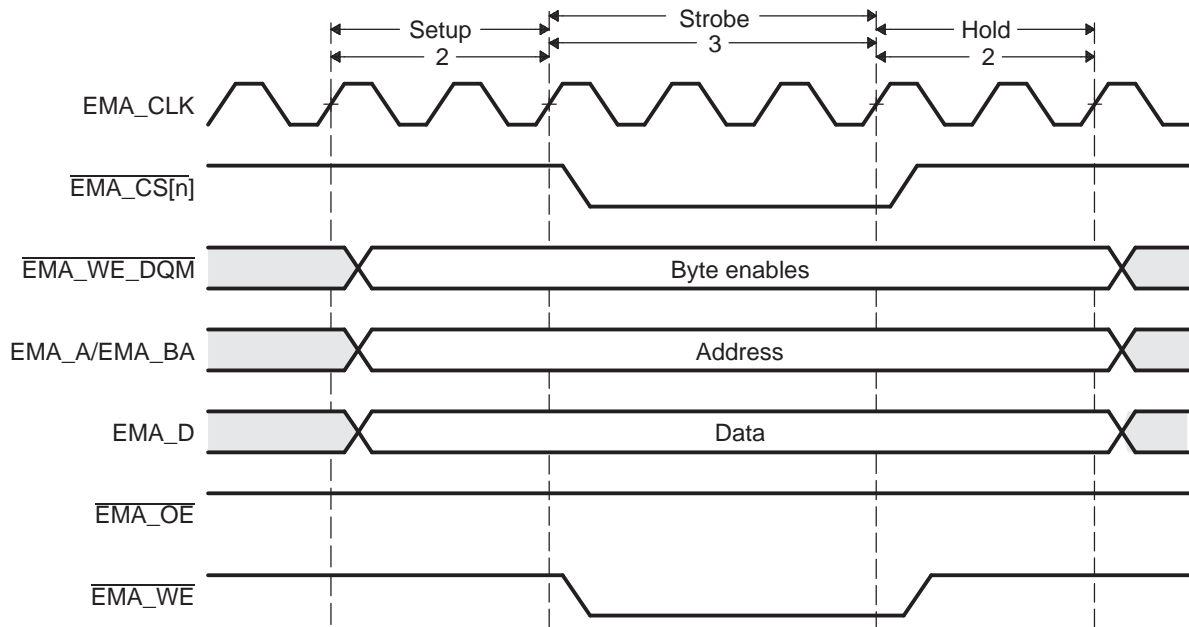 Setup
Strobe
Hold
2
3
2
EMA_CLK
EMA_CS[n]
EMA_WE_DQM
Byte enables
EMA_A/EMA_BA
Address
EMA_D
Data
EMA_OE
EMA_WE